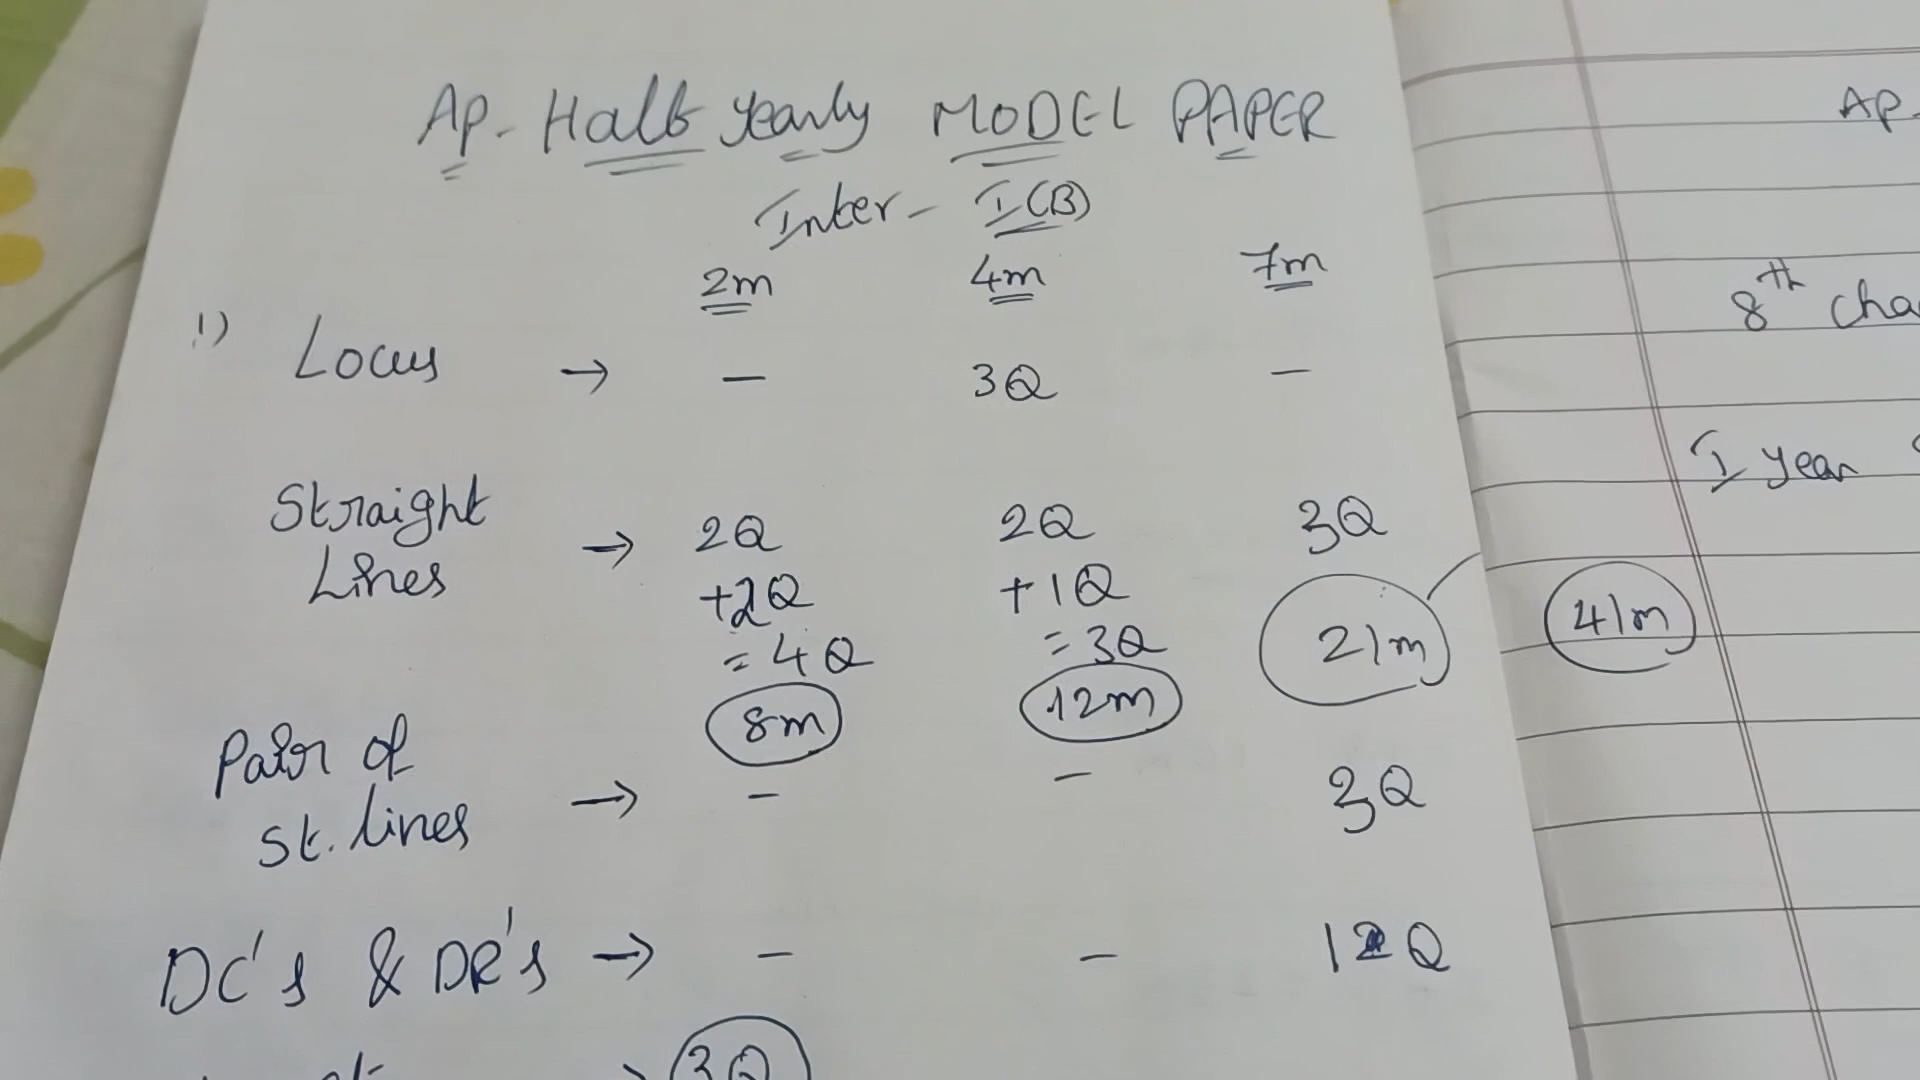 AP- Half yearly MODEL PAPER
Inter - I(B)
2m 4m 7m
1) Locus → - 3Q -
Straight Lines → 2Q 2Q 3Q
+2Q +1Q
= 4Q = 3Q 21m 41m
8m 12m
Pair of St. lines → - - 3Q
DC's & DR's → - - Q
3Q
AP-
8th Cha
I year